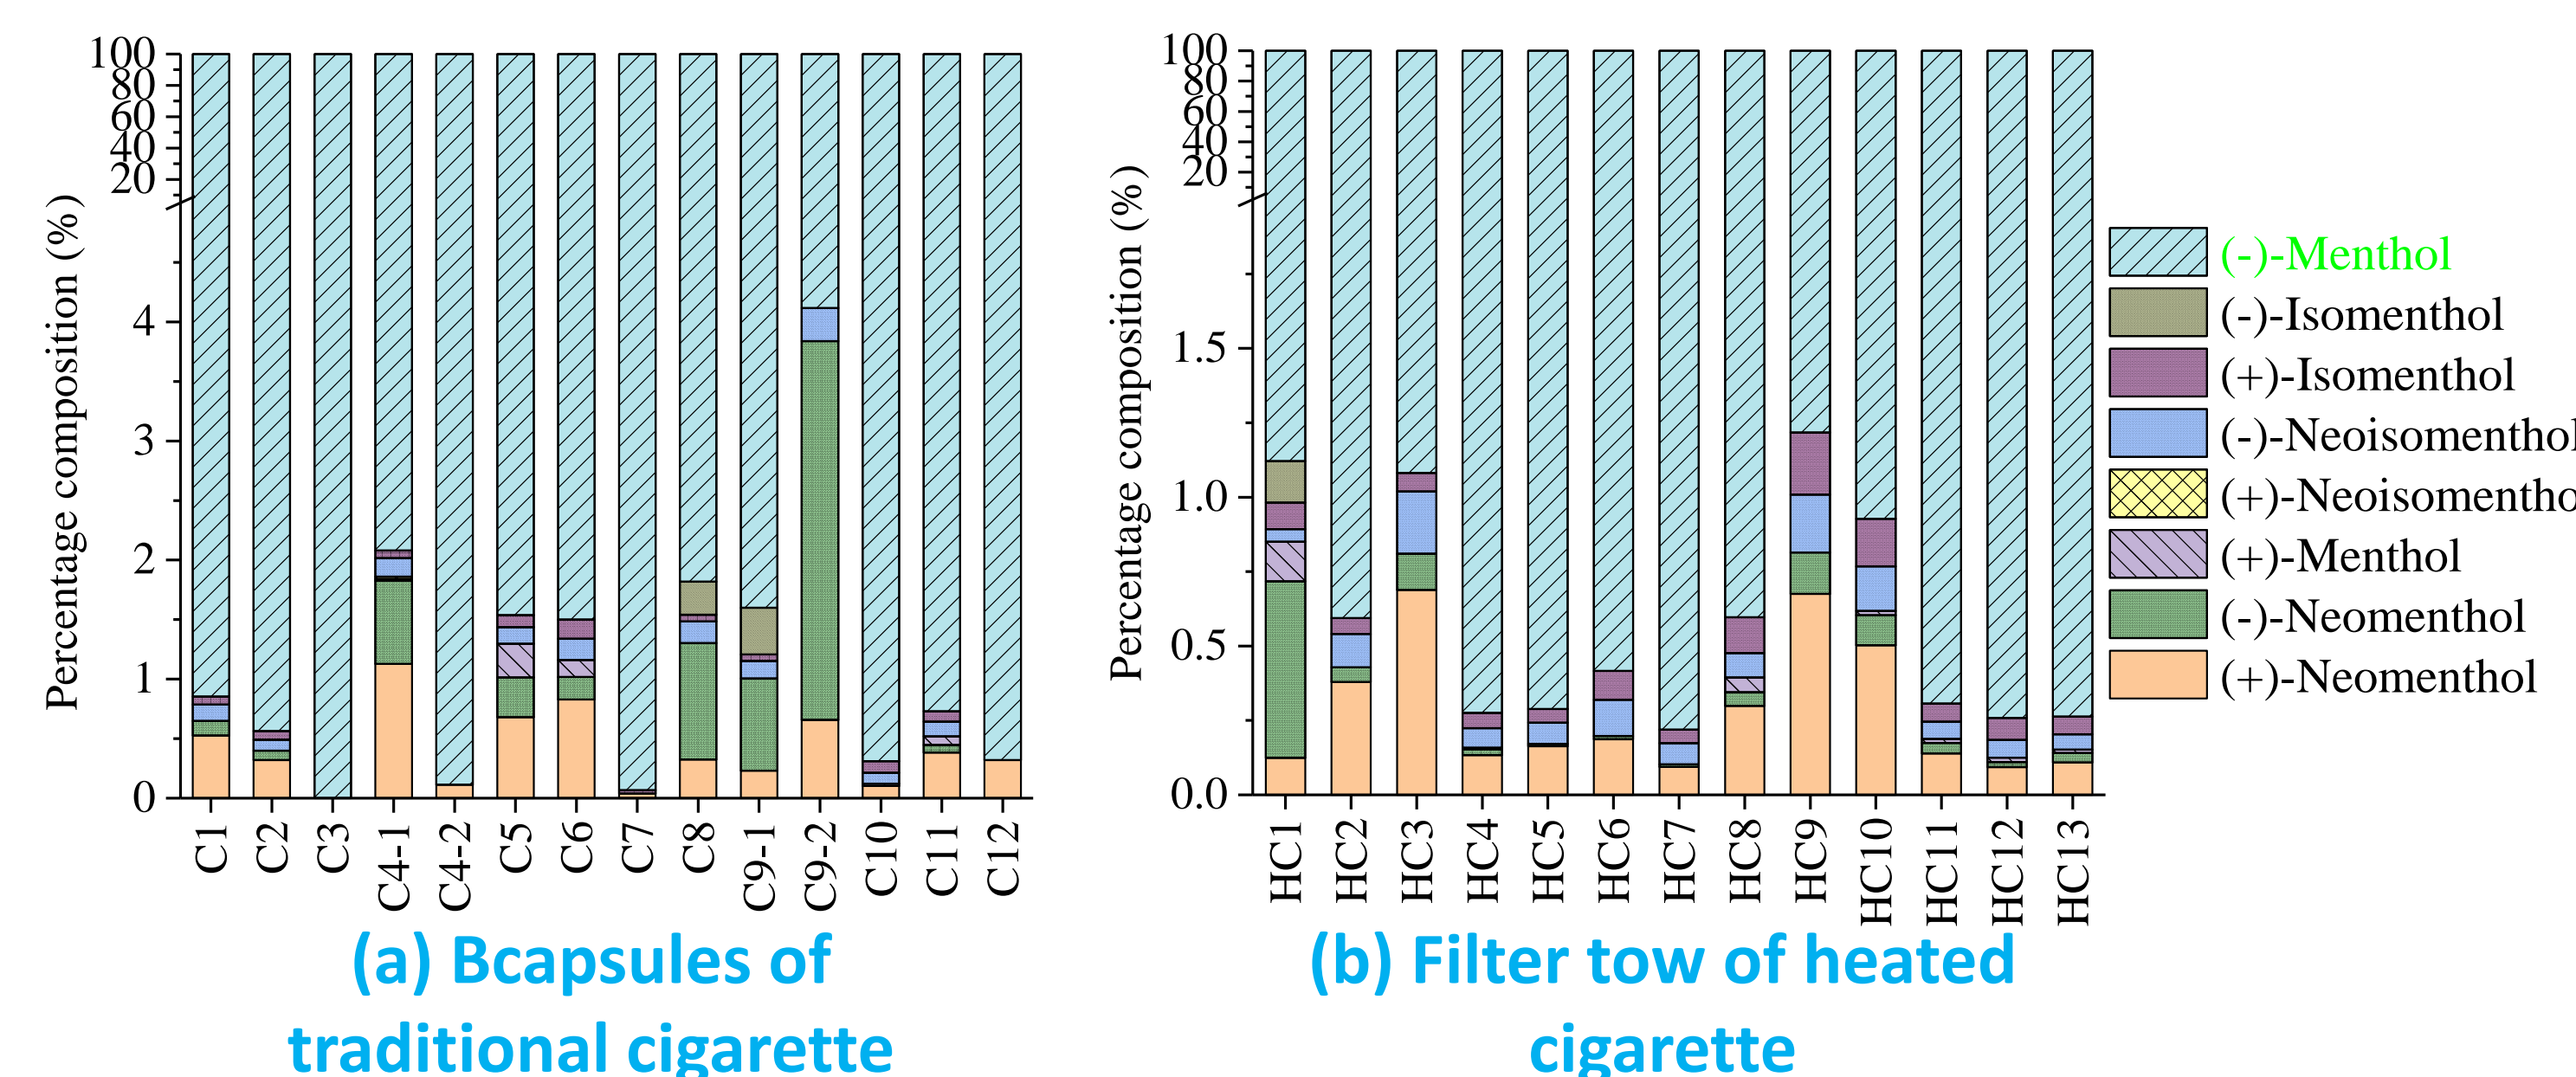 100
80
60
40
20
4
3
2
1
0
Percentage composition (%)
C1
C2
C3
C4-1
C4-2
C5
C6
C7
C8
C9-1
C9-2
C10
C11
C12
(a) Bcapsules of
traditional cigarette
100
80
60
40
20
1.5
1.0
0.5
0.0
Percentage composition (%)
HC1
HC2
HC3
HC4
HC5
HC6
HC7
HC8
HC9
HC10
HC11
HC12
HC13
(b) Filter tow of heated
cigarette
(-)-Menthol
(-)-Isomenthol
(+)-Isomenthol
(-)-Neoisomenthol
(+)-Neoisomentho
(+)-Menthol
(-)-Neomenthol
(+)-Neomenthol